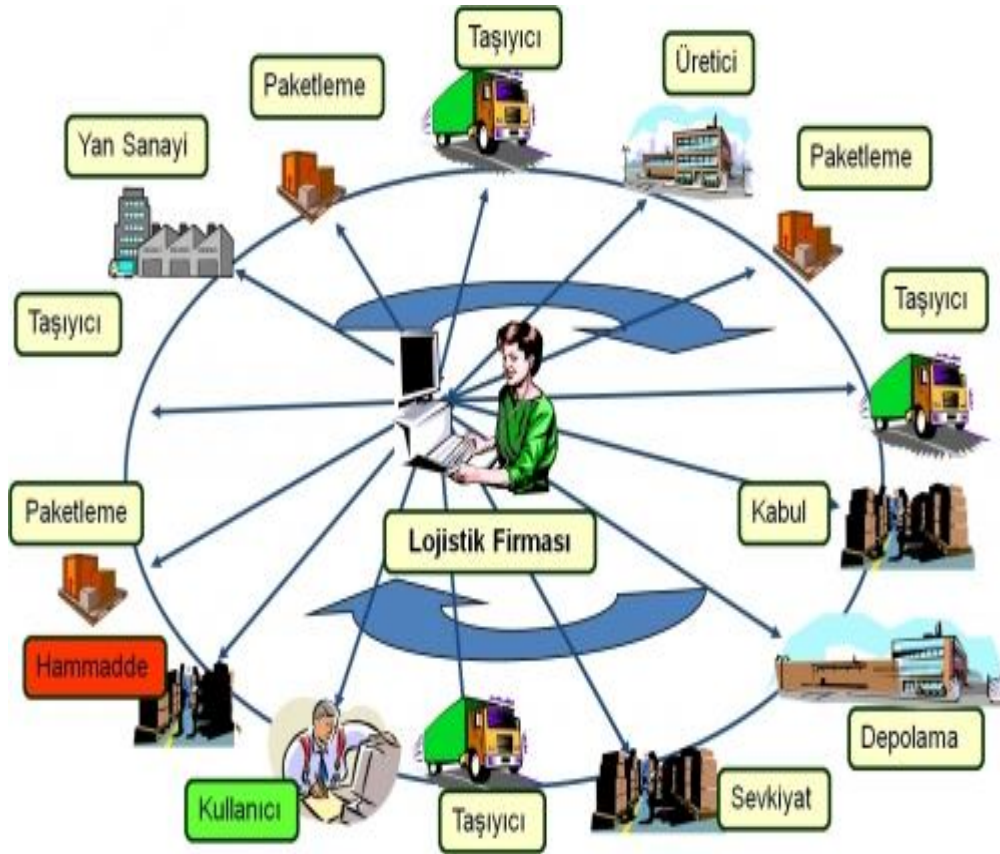 Taşıyıcı
Paketleme
Üretici
Yan Sanayi
Paketleme
Taşıyıcı
Taşıyıcı
Paketleme
Kabul
Lojistik Firması
Hammadde
Depolama
Kullanıcı
Taşıyıcı
Sevkiyat